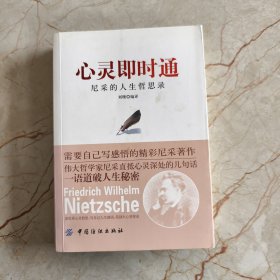 心灵即时通
尼采的人生哲思录
需要自己写感悟的精彩尼采著作
伟大哲学家尼采直抵心灵深处的几句话
一语道破人生秘密
Friedrich Wilhelm
Nietzsche
中国纺织出版社